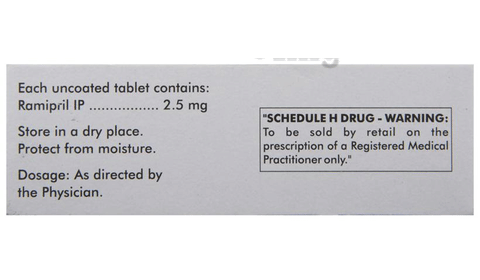 Each uncoated tablet contains:
Ramipril IP ................. 2.5 mg
Store in a dry place.
Protect from moisture.
Dosage: As directed by
the Physician.
"SCHEDULE H DRUG - WARNING:
To be sold by retail on the
prescription of a Registered Medical
Practitioner only."